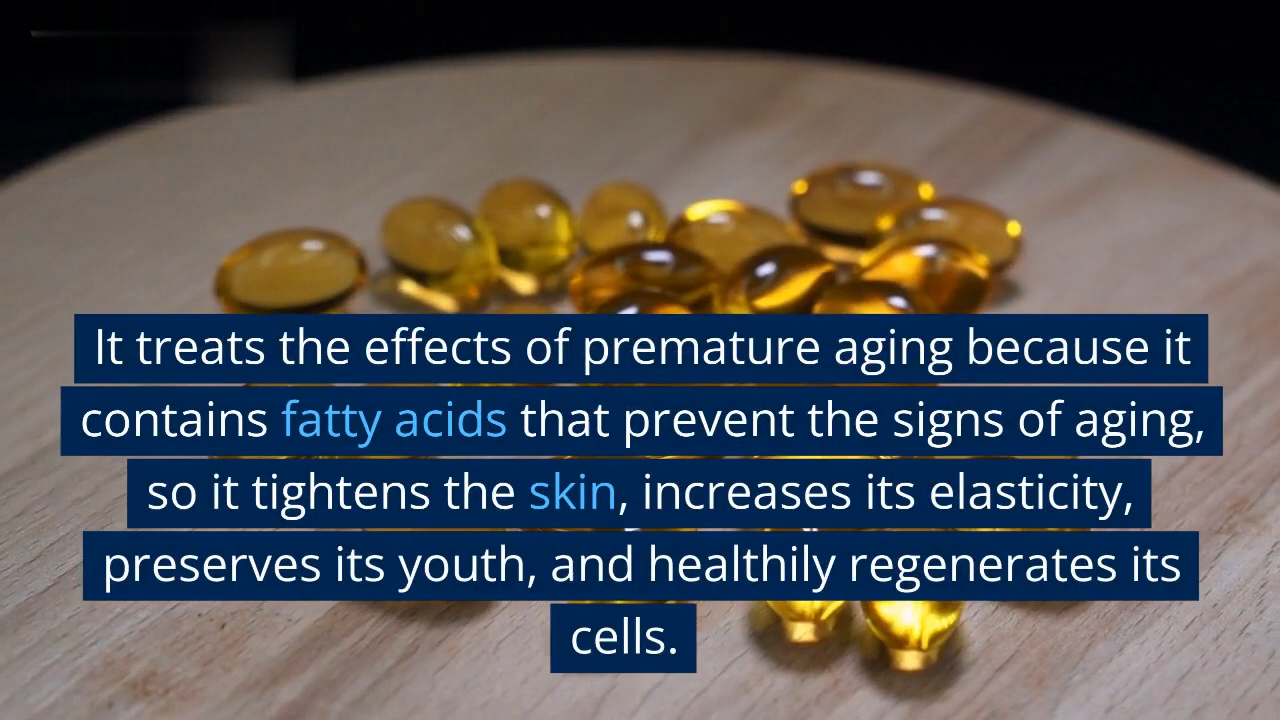 It treats the effects of premature aging because it
contains fatty acids that prevent the signs of aging,
so it tightens the skin, increases its elasticity,
preserves its youth, and healthily regenerates its
cells.